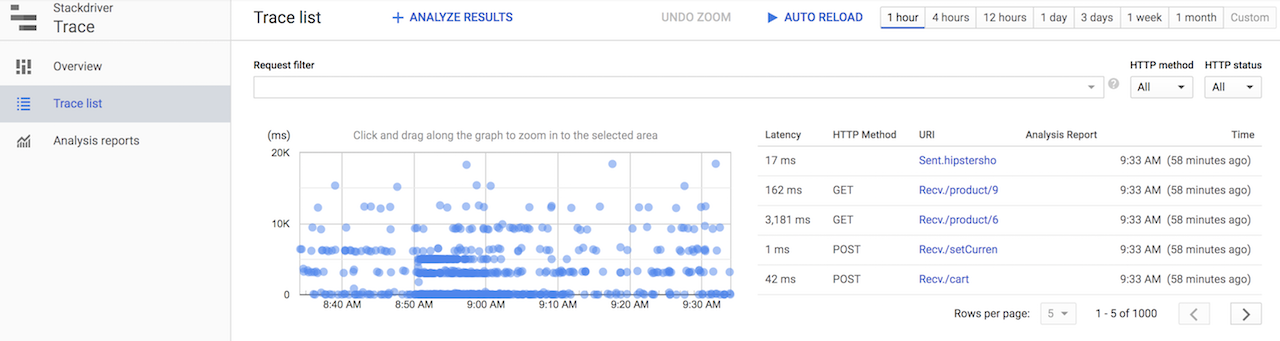 Stackdriver
Trace
Overview
Trace list
Analysis reports
Trace list
+ ANALYZE RESULTS
UNDO ZOOM
AUTO RELOAD
1 hour 4 hours 12 hours 1 day 3 days 1 week 1 month Custom
Request filter
HTTP method HTTP status
All All
(ms) Click and drag along the graph to zoom in to the selected area
20K
10K
0
8:40 AM 8:50 AM 9:00 AM 9:10 AM 9:20 AM 9:30 AM
Latency HTTP Method URI Analysis Report Time
17 ms Sent.hipstersho 9:33 AM (58 minutes ago)
162 ms GET Recv./product/9 9:33 AM (58 minutes ago)
3,181 ms GET Recv./product/6 9:33 AM (58 minutes ago)
1 ms POST Recv./setCurren 9:33 AM (58 minutes ago)
42 ms POST Recv./cart 9:33 AM (58 minutes ago)
Rows per page: 5 1 - 5 of 1000